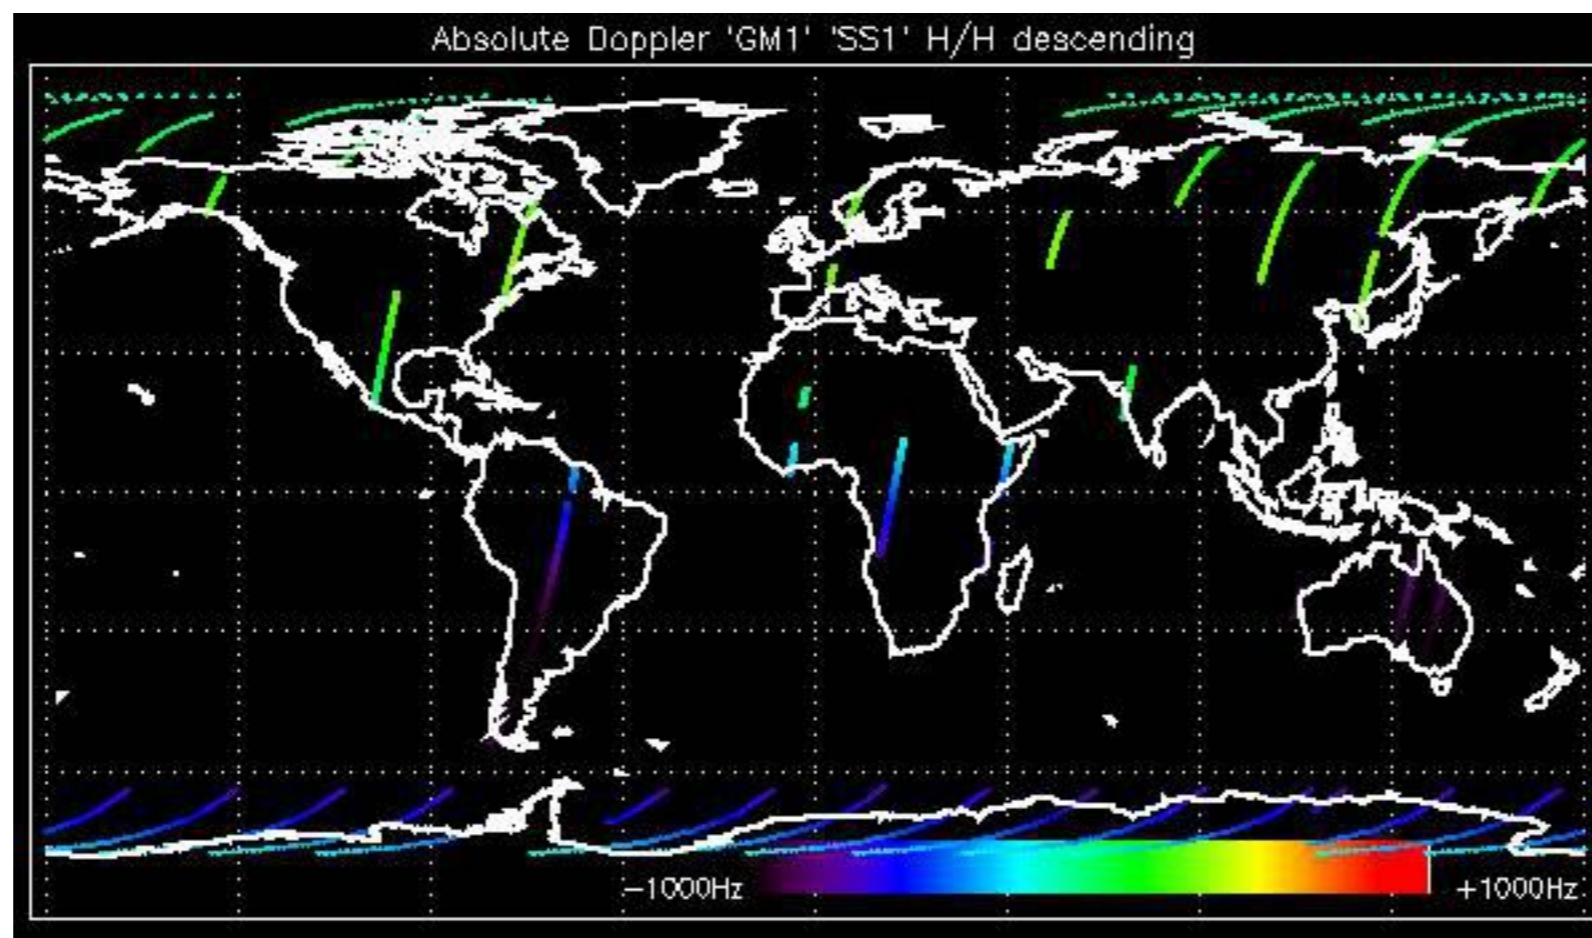 Absolute Doppler 'GM1' 'SS1' H/H descending
-1000Hz +1000Hz